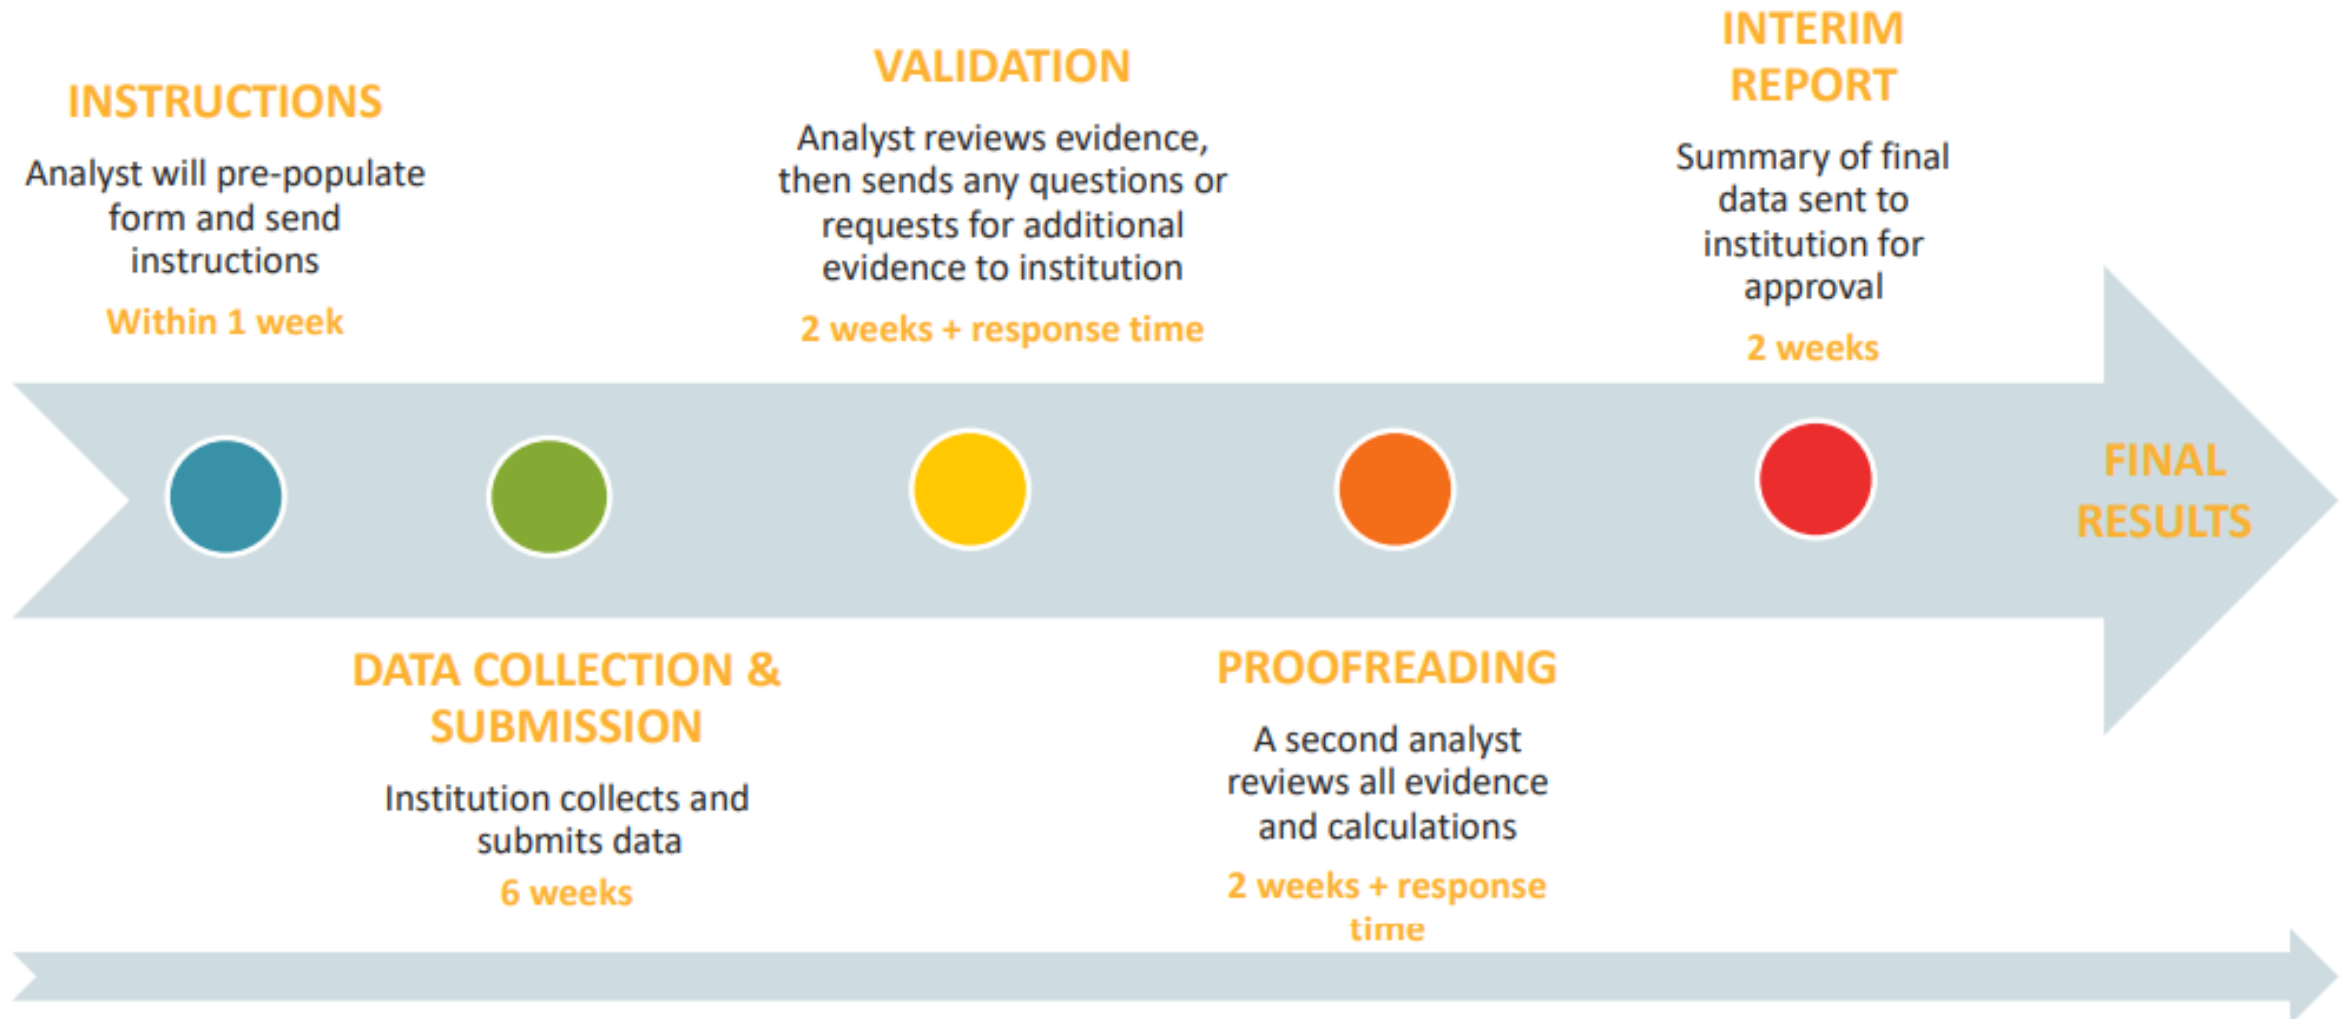 INSTRUCTIONS
Analyst will pre-populate
form and send
instructions
Within 1 week
DATA COLLECTION &
SUBMISSION
Institution collects and
submits data
6 weeks
VALIDATION
Analyst reviews evidence,
then sends any questions or
requests for additional
evidence to institution
2 weeks + response time
PROOFREADING
A second analyst
reviews all evidence
and calculations
2 weeks + response
time
INTERIM
REPORT
Summary of final
data sent to
institution for
approval
2 weeks
FINAL
RESULTS